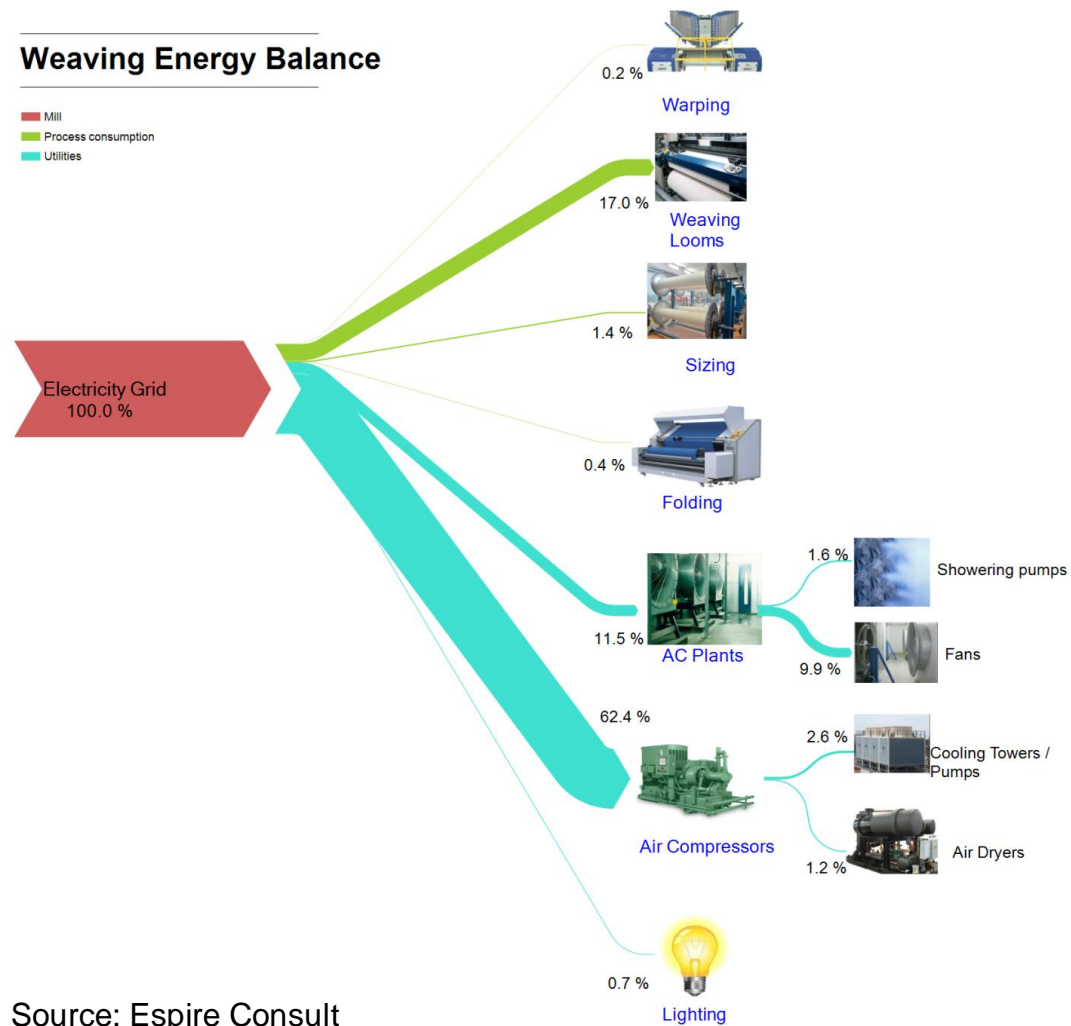 Weaving Energy Balance
Mill
Process consumption
Utilities
0.2 %
Warping
17.0 %
Weaving
Looms
1.4 %
Sizing
Electricity Grid
100.0 %
0.4 %
Folding
1.6 %
Showering pumps
11.5 %
AC Plants
9.9 %
Fans
62.4 %
Air Compressors
2.6 %
Cooling Towers /
Pumps
1.2 %
Air Dryers
0.7 %
Lighting
Source: Espire Consult